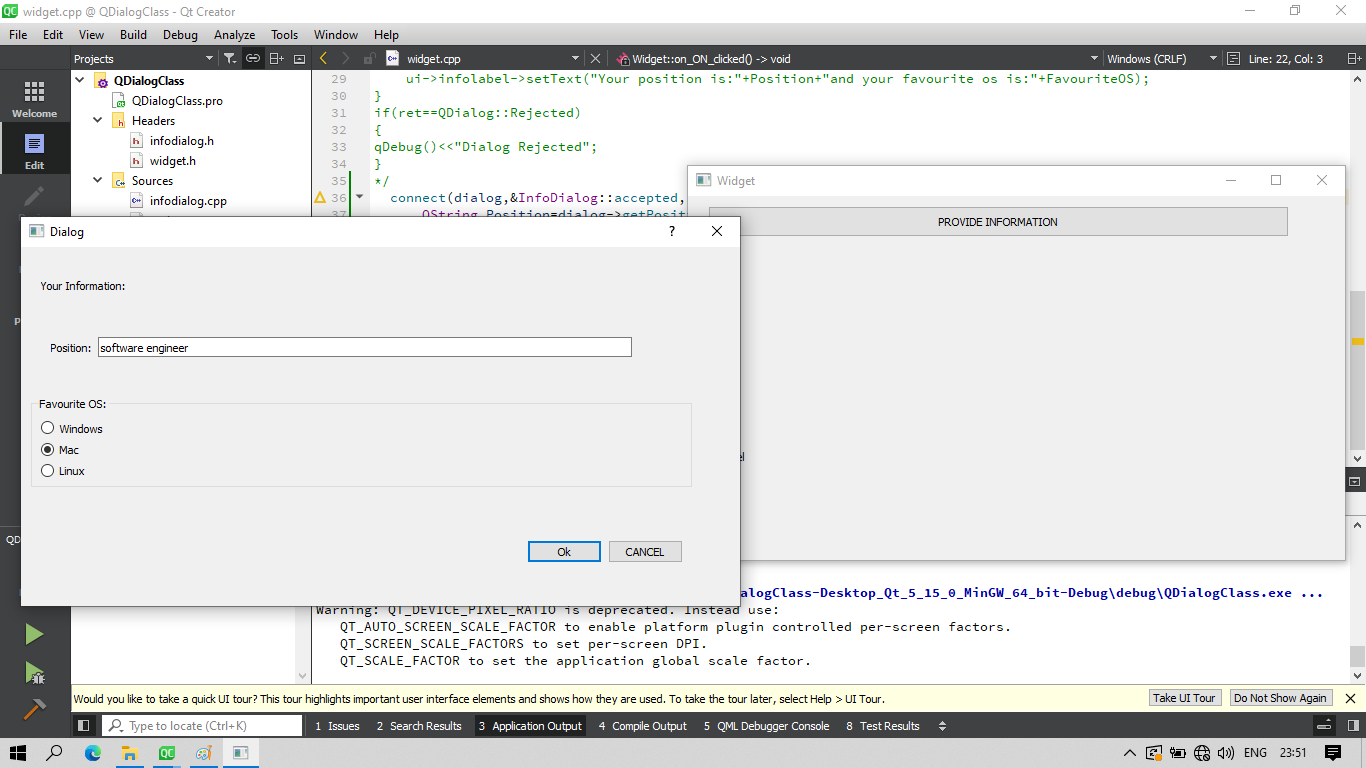 widget.cpp @ QDialogClass - Qt Creator
File Edit View Build Debug Analyze Tools Window Help
Projects widget.cpp Widget::on_ON_clicked() -> void Windows (CRLF) Line: 22, Col: 3
Welcome
Edit
QDialogClass
QDialogClass.pro
Headers
infodialog.h
widget.h
Sources
infodialog.cpp
29 ui->infolabel->setText("Your position is:"+Position+"and your favourite os is:"+FavouriteOS);
30 }
31 if(ret==QDialog::Rejected)
32 {
33 qDebug()<<"Dialog Rejected";
34 }
35 */
36 connect(dialog,&InfoDialog::accepted,
37 QString Position=dialog->getPosit
Widget
PROVIDE INFORMATION
el
Dialog
?
Your Information:
Position: software engineer
Favourite OS:
Windows
Mac
Linux
Ok CANCEL
QD
alogClass-Desktop_Qt_5_15_0_MinGW_64_bit-Debug\debug\QDialogClass.exe ...
Warning: QT_DEVICE_PIXEL_RATIO is deprecated. Instead use:
QT_AUTO_SCREEN_SCALE_FACTOR to enable platform plugin controlled per-screen factors.
QT_SCREEN_SCALE_FACTORS to set per-screen DPI.
QT_SCALE_FACTOR to set the application global scale factor.
Would you like to take a quick UI tour? This tour highlights important user interface elements and shows how they are used. To take the tour later, select Help > UI Tour. Take UI Tour Do Not Show Again
Type to locate (Ctrl+K) 1 Issues 2 Search Results 3 Application Output 4 Compile Output 5 QML Debugger Console 8 Test Results
ENG 23:51